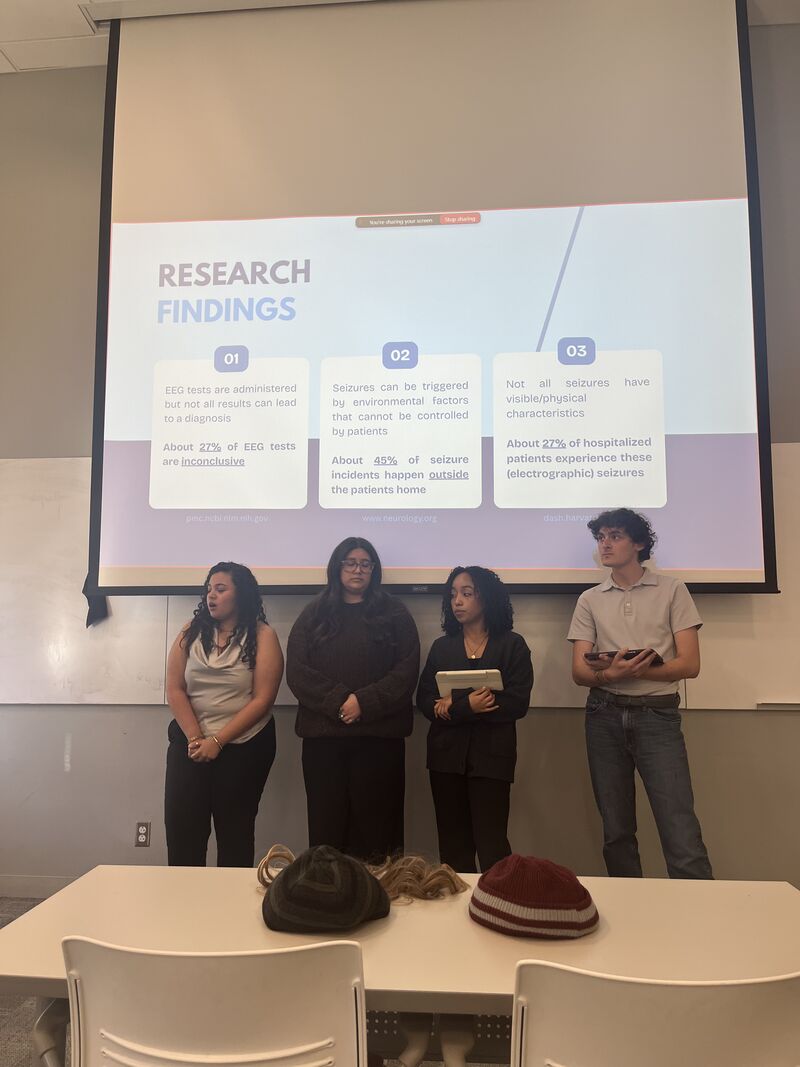 You're sharing your screen Stop sharing
RESEARCH
FINDINGS
01
EEG tests are administered
but not all results can lead
to a diagnosis
About 27% of EEG tests
are inconclusive
pmc.ncbi.nlm.nih.gov
02
Seizures can be triggered
by environmental factors
that cannot be controlled
by patients
About 45% of seizure
incidents happen outside
the patients home
www.neurology.org
03
Not all seizures have
visible/physical
characteristics
About 27% of hospitalized
patients experience these
(electrographic) seizures
dash.harvar